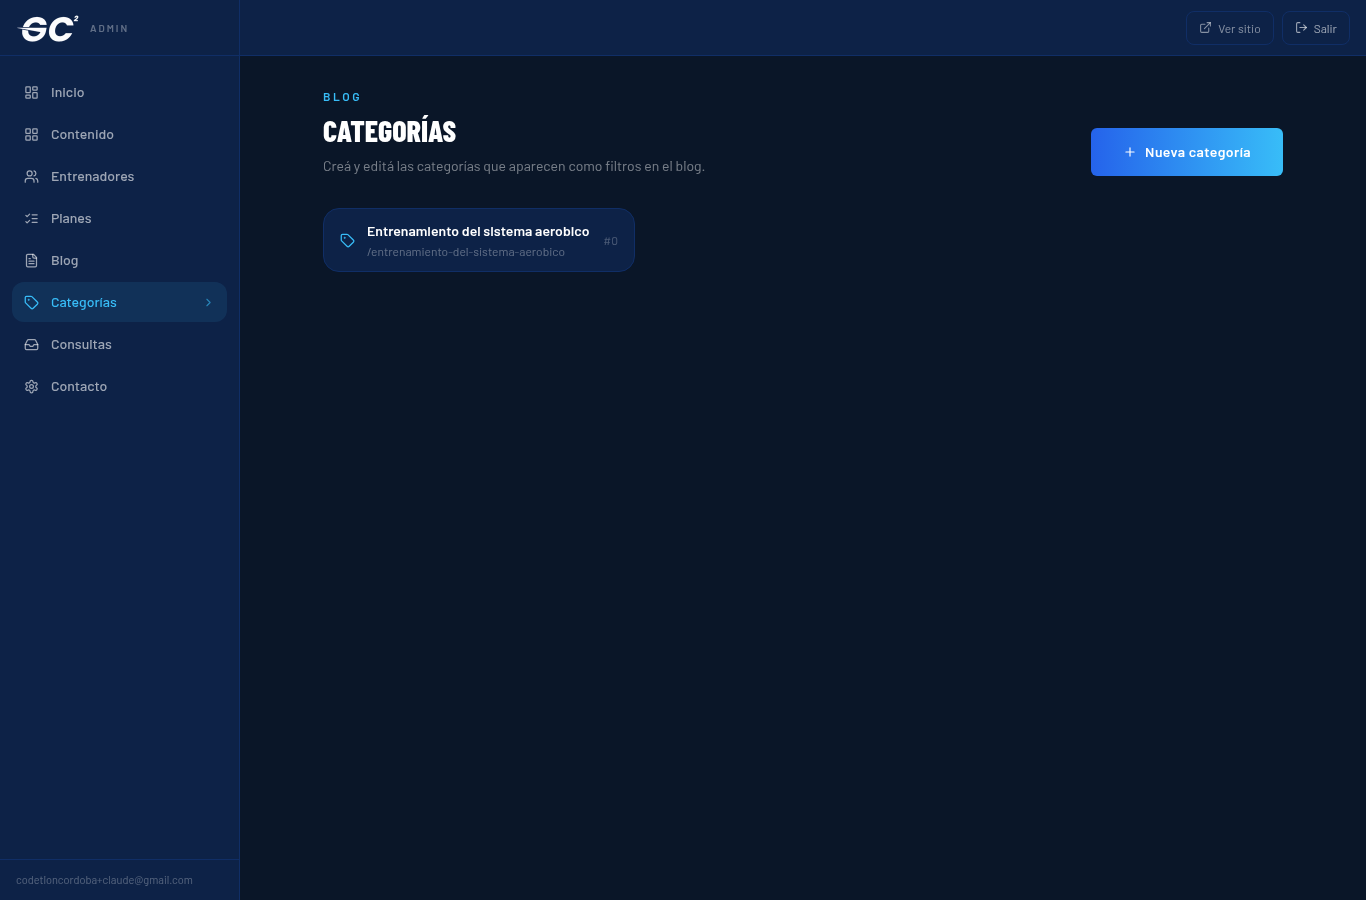 GC²
ADMIN
Ver sitio
Salir
Inicio
Contenido
Entrenadores
Planes
Blog
Categorías
Consultas
Contacto
BLOG
CATEGORÍAS
Creá y editá las categorías que aparecen como filtros en el blog.
Nueva categoría
Entrenamiento del sistema aerobico
/entrenamiento-del-sistema-aerobico
#0
codetloncordoba+claude@gmail.com